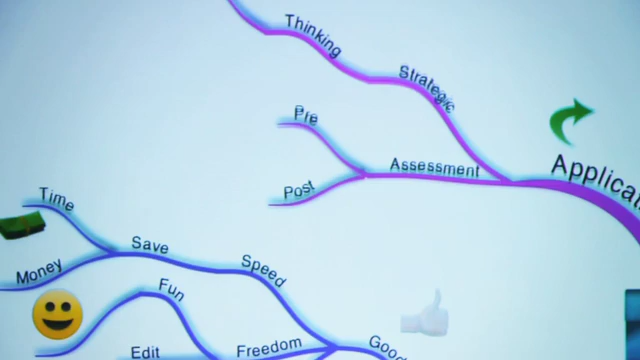 Thinking
Strategic
Pre
Assessment
Applicat
Post
Time
Save
Money
Speed
Fun
Edit
Freedom
Good